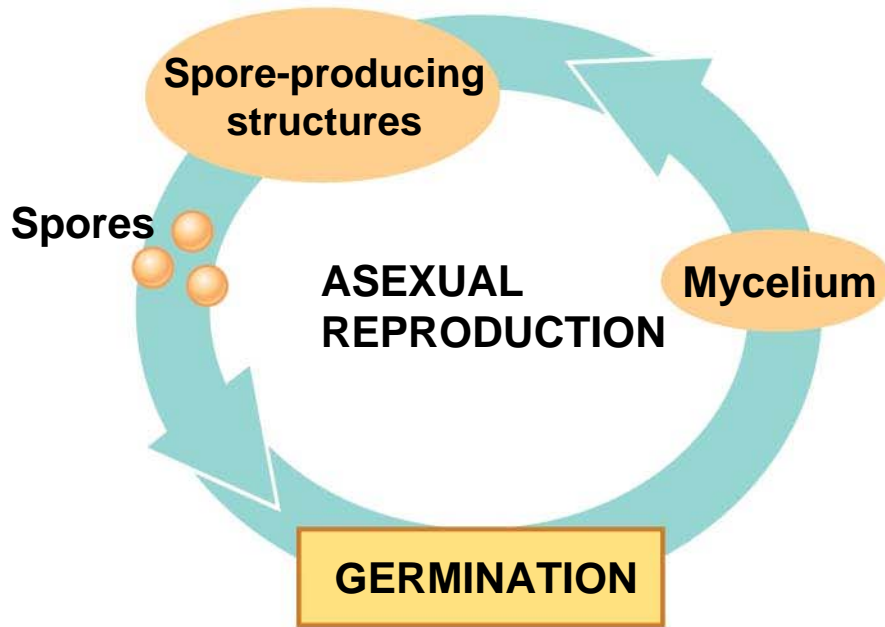 Spore-producing
structures
Spores
ASEXUAL
REPRODUCTION
Mycelium
GERMINATION